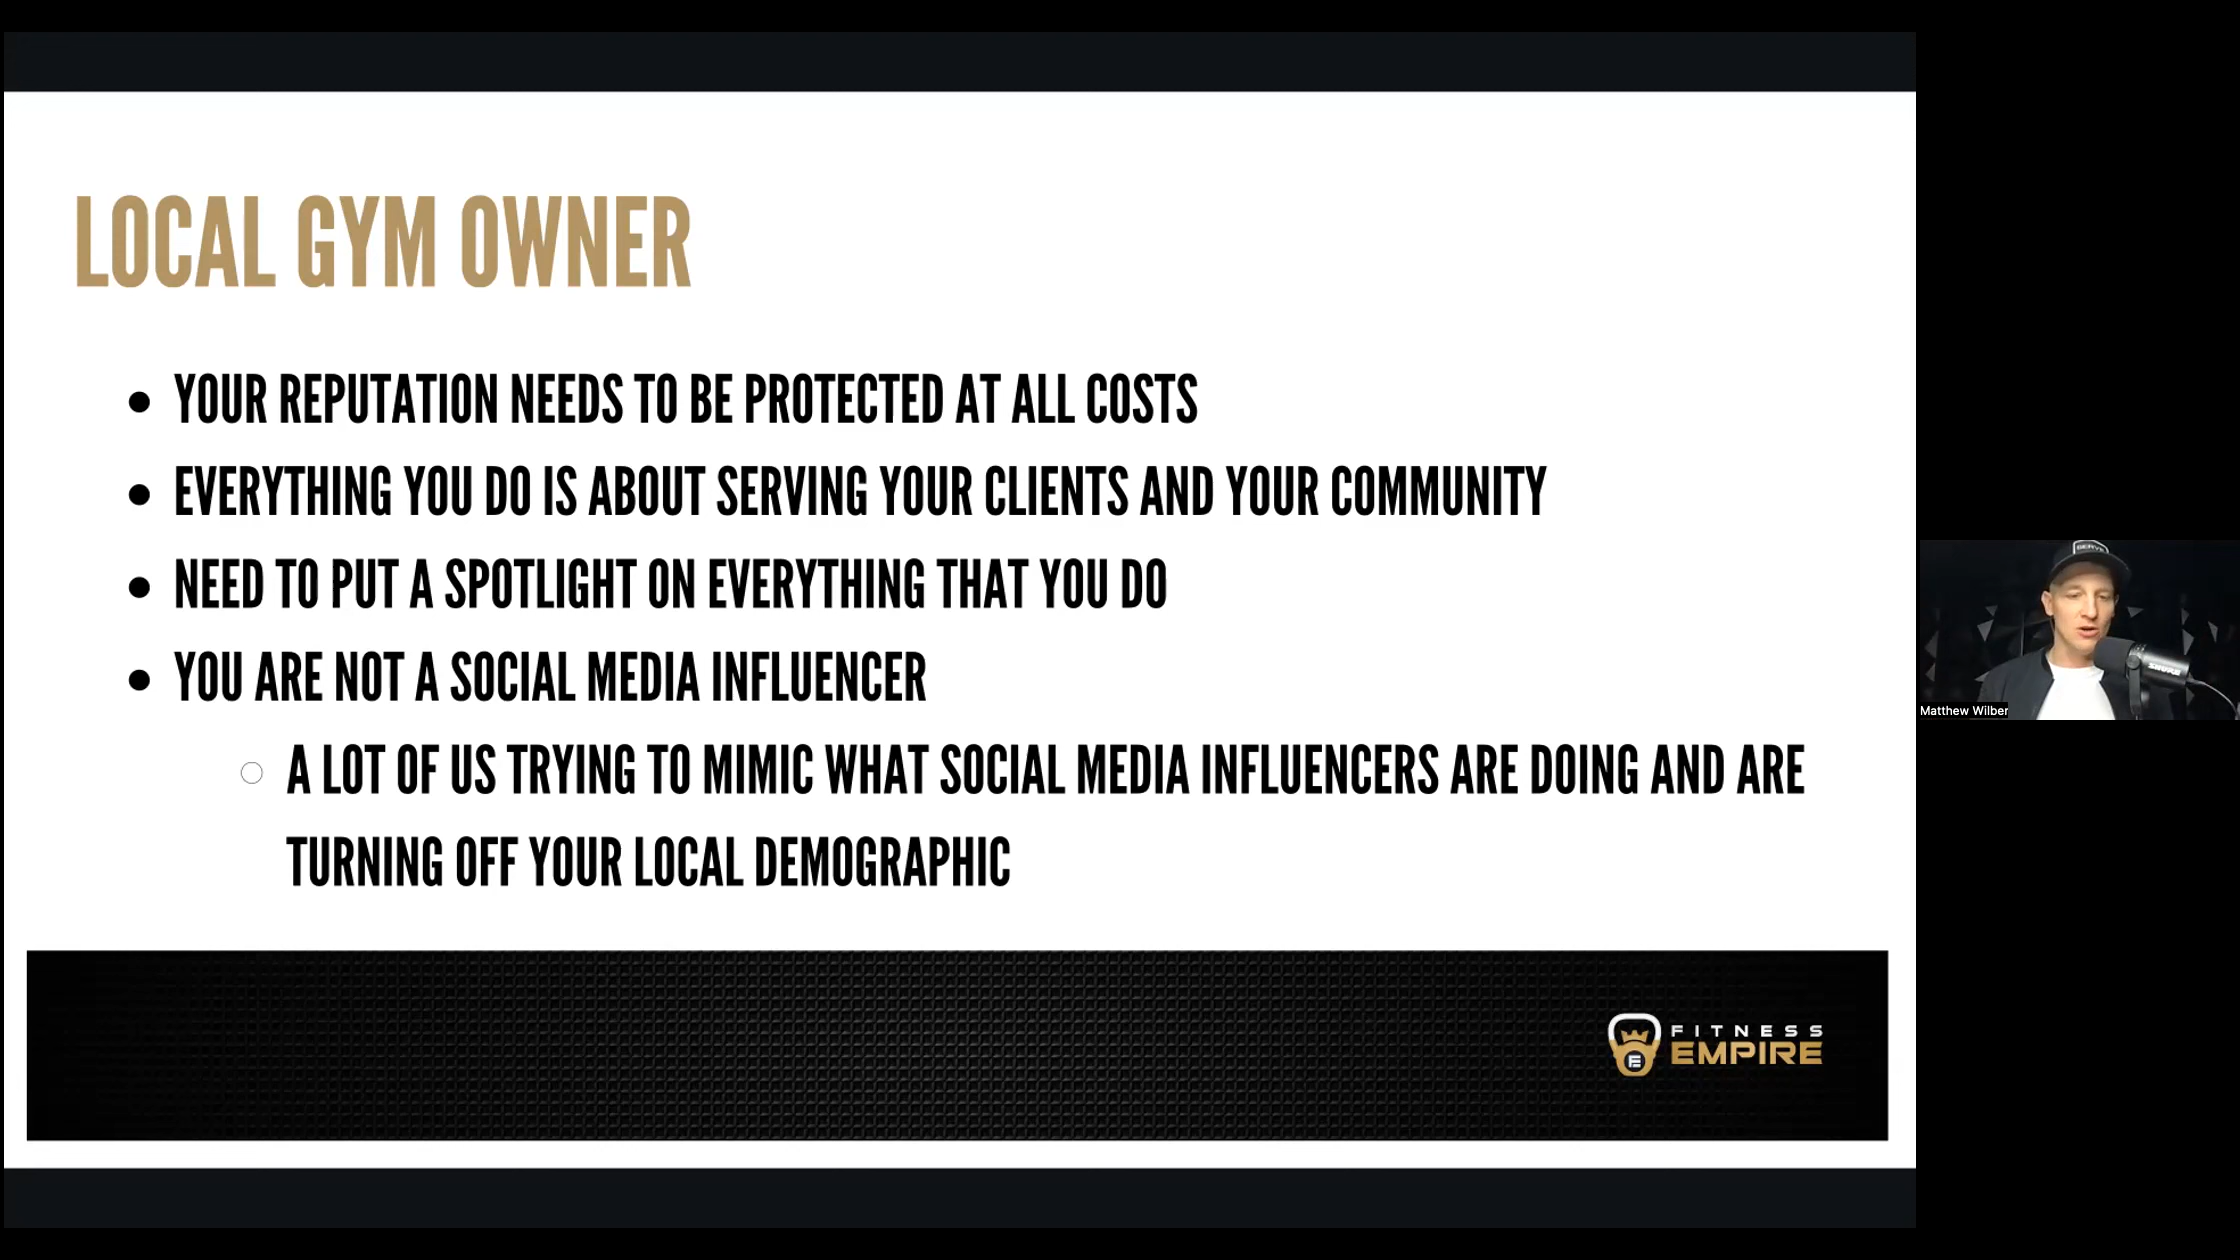 LOCAL GYM OWNER
YOUR REPUTATION NEEDS TO BE PROTECTED AT ALL COSTS
EVERYTHING YOU DO IS ABOUT SERVING YOUR CLIENTS AND YOUR COMMUNITY
NEED TO PUT A SPOTLIGHT ON EVERYTHING THAT YOU DO
YOU ARE NOT A SOCIAL MEDIA INFLUENCER
A LOT OF US TRYING TO MIMIC WHAT SOCIAL MEDIA INFLUENCERS ARE DOING AND ARE
TURNING OFF YOUR LOCAL DEMOGRAPHIC
SERVE
SHURE
Matthew Wilber
E
FITNESS
EMPIRE